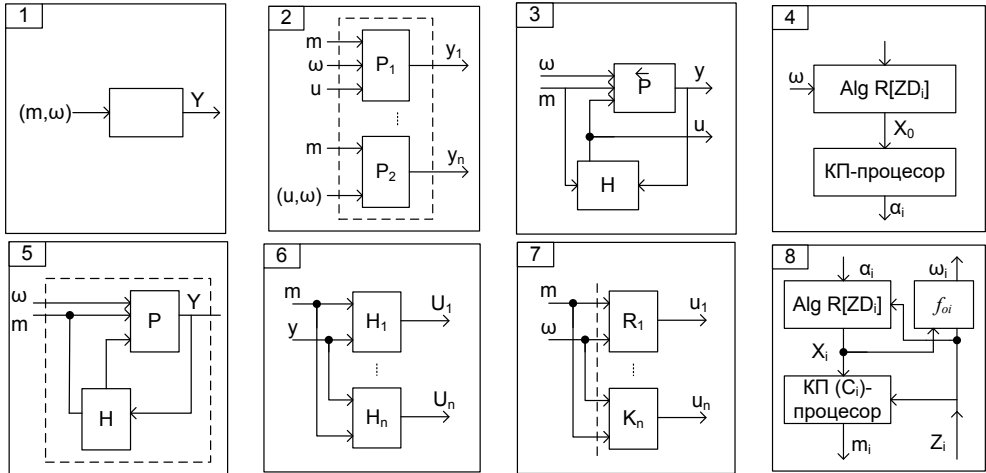 1
(m,ω)
Y
2
m
ω
u
P₁
y₁
m
(u,ω)
P₂
yₙ
3
ω
m
P
y
u
H
4
ω
Alg R[ZDᵢ]
X₀
КП-процесор
αᵢ
5
ω
m
P
Y
H
6
m
y
H₁
U₁
Hₙ
Uₙ
7
m
ω
R₁
u₁
Kₙ
uₙ
8
αᵢ
ωᵢ
Alg R[ZDᵢ]
fₒᵢ
Xᵢ
КП (Cᵢ)-
процесор
mᵢ
Zᵢ